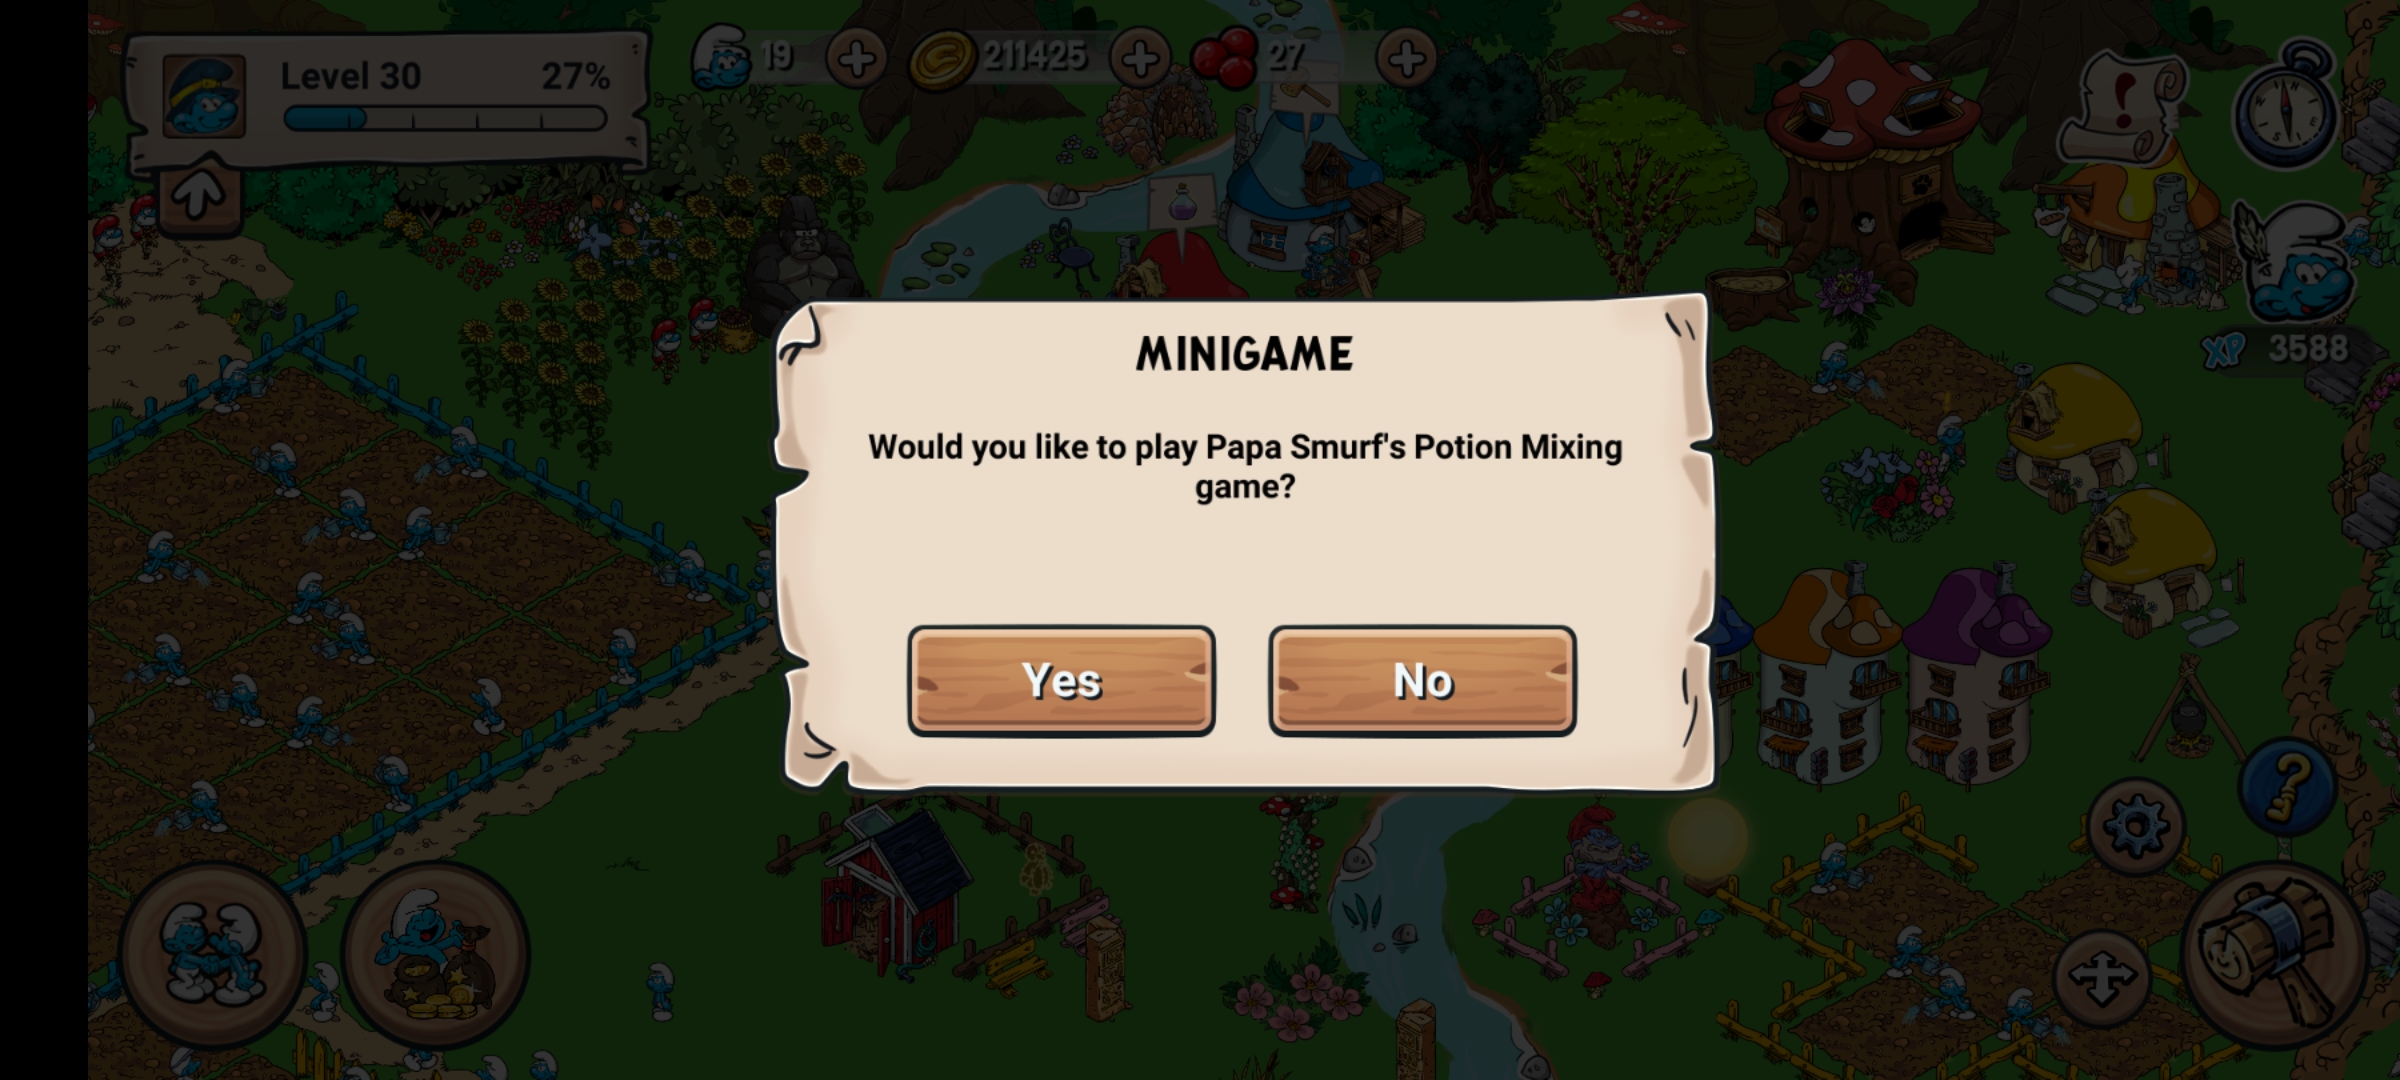 Level 30 27%
19 211425 27
XP 3588
MINIGAME
Would you like to play Papa Smurf's Potion Mixing
game?
Yes No